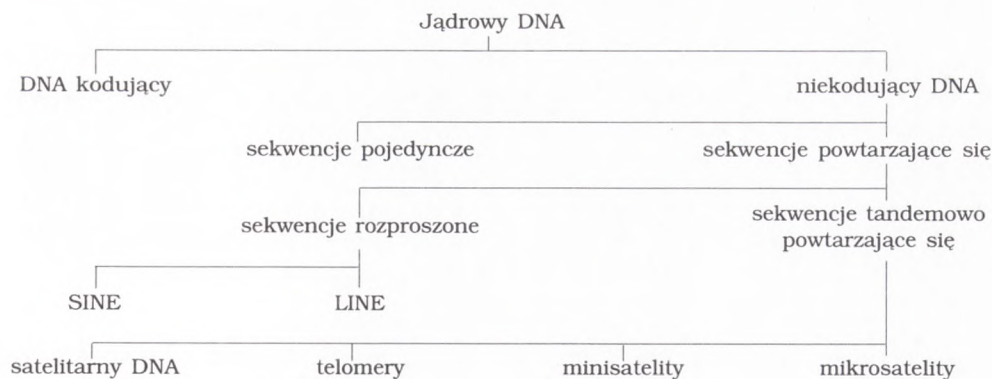 Jądrowy DNA
DNA kodujący
niekodujący DNA
sekwencje pojedyncze
sekwencje powtarzające się
sekwencje rozproszone
sekwencje tandemowo
powtarzające się
SINE
LINE
satelitarny DNA
telomery
minisatelity
mikrosatelity